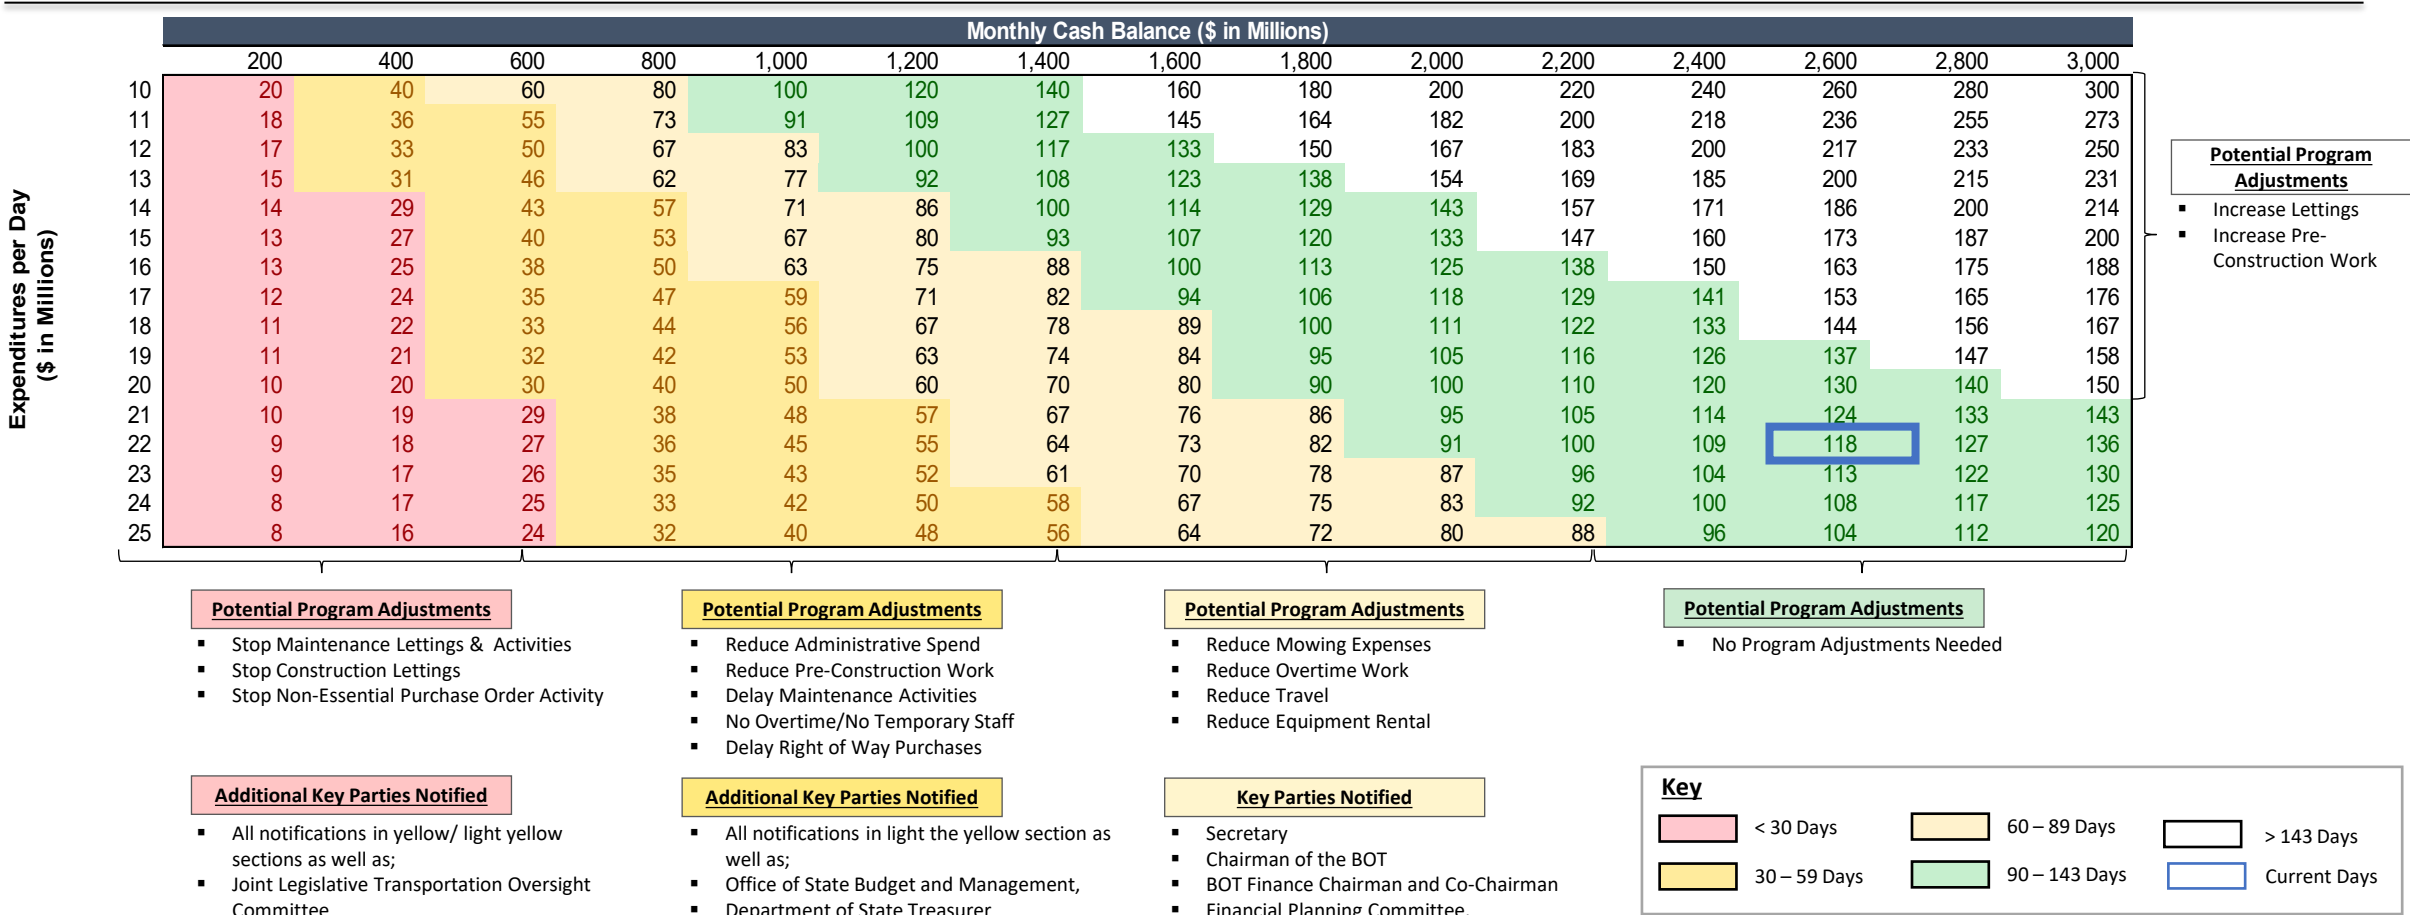 Monthly Cash Balance ($ in Millions)
200 400 600 800 1,000 1,200 1,400 1,600 1,800 2,000 2,200 2,400 2,600 2,800 3,000
Expenditures per Day
($ in Millions)
10 20 40 60 80 100 120 140 160 180 200 220 240 260 280 300
11 18 36 55 73 91 109 127 145 164 182 200 218 236 255 273
12 17 33 50 67 83 100 117 133 150 167 183 200 217 233 250
13 15 31 46 62 77 92 108 123 138 154 169 185 200 215 231
14 14 29 43 57 71 86 100 114 129 143 157 171 186 200 214
15 13 27 40 53 67 80 93 107 120 133 147 160 173 187 200
16 13 25 38 50 63 75 88 100 113 125 138 150 163 175 188
17 12 24 35 47 59 71 82 94 106 118 129 141 153 165 176
18 11 22 33 44 56 67 78 89 100 111 122 133 144 156 167
19 11 21 32 42 53 63 74 84 95 105 116 126 137 147 158
20 10 20 30 40 50 60 70 80 90 100 110 120 130 140 150
21 10 19 29 38 48 57 67 76 86 95 105 114 124 133 143
22 9 18 27 36 45 55 64 73 82 91 100 109 118 127 136
23 9 17 26 35 43 52 61 70 78 87 96 104 113 122 130
24 8 17 25 33 42 50 58 67 75 83 92 100 108 117 125
25 8 16 24 32 40 48 56 64 72 80 88 96 104 112 120
Potential Program
Adjustments
▪ Increase Lettings
▪ Increase Pre-
Construction Work
Potential Program Adjustments
▪ Stop Maintenance Lettings & Activities
▪ Stop Construction Lettings
▪ Stop Non-Essential Purchase Order Activity
Potential Program Adjustments
▪ Reduce Administrative Spend
▪ Reduce Pre-Construction Work
▪ Delay Maintenance Activities
▪ No Overtime/No Temporary Staff
▪ Delay Right of Way Purchases
Potential Program Adjustments
▪ Reduce Mowing Expenses
▪ Reduce Overtime Work
▪ Reduce Travel
▪ Reduce Equipment Rental
Potential Program Adjustments
▪ No Program Adjustments Needed
Additional Key Parties Notified
▪ All notifications in yellow/ light yellow
sections as well as;
▪ Joint Legislative Transportation Oversight
Committee
Additional Key Parties Notified
▪ All notifications in light the yellow section as
well as;
▪ Office of State Budget and Management,
▪ Department of State Treasurer
Key Parties Notified
▪ Secretary
▪ Chairman of the BOT
▪ BOT Finance Chairman and Co-Chairman
▪ Financial Planning Committee.
Key
< 30 Days
60 – 89 Days
> 143 Days
30 – 59 Days
90 – 143 Days
Current Days